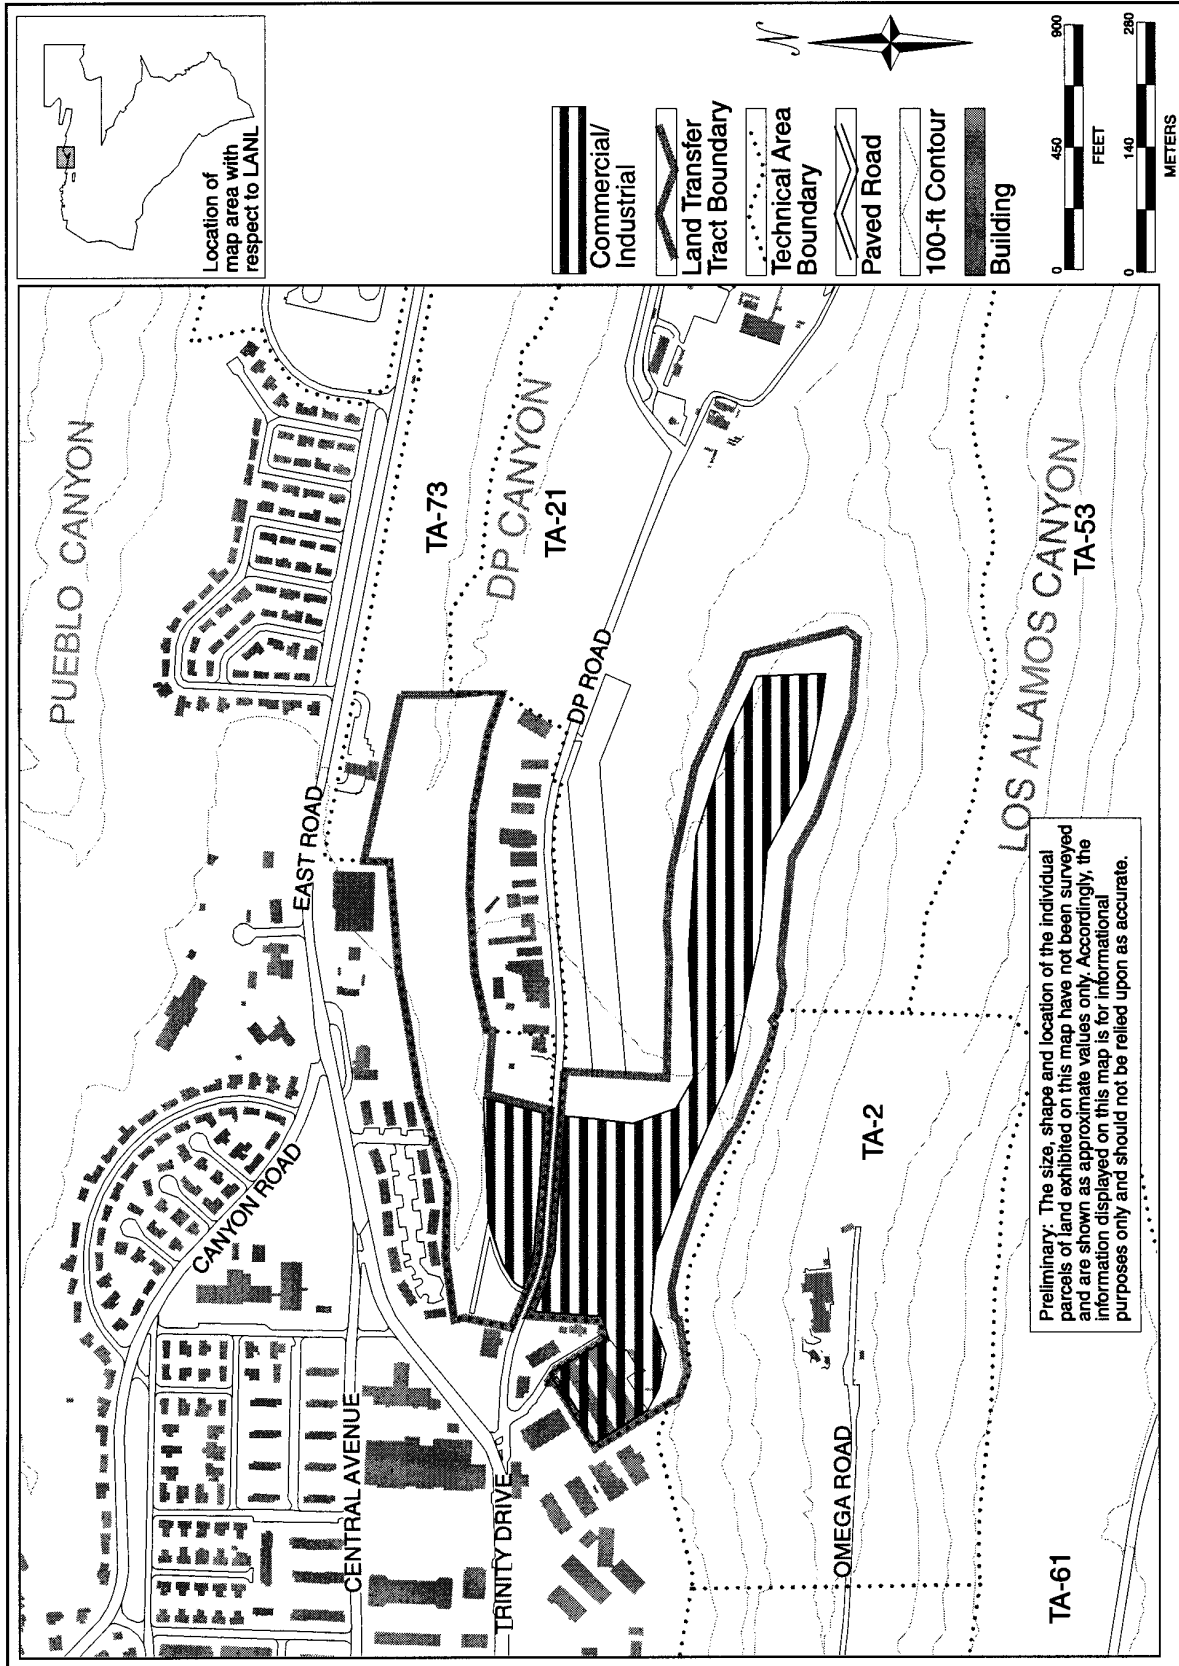 PUEBLO CANYON
EAST ROAD
CANYON ROAD
CENTRAL AVENUE
TRINITY DRIVE
TA-73
DP CANYON
TA-21
DP ROAD
TA-2
OMEGA ROAD
TA-61
TA-53
LOS ALAMOS CANYON
Preliminary: The size, shape and location of the individual
parcels of land exhibited on this map have not been surveyed
and are shown as approximate values only. Accordingly, the
information displayed on this map is for informational
purposes only and should not be relied upon as accurate.
Location of
map area with
respect to LANL
Commercial/
Industrial
Land Transfer
Tract Boundary
Technical Area
Boundary
Paved Road
100-ft Contour
Building
N
0 450 900
FEET
0 140 280
METERS